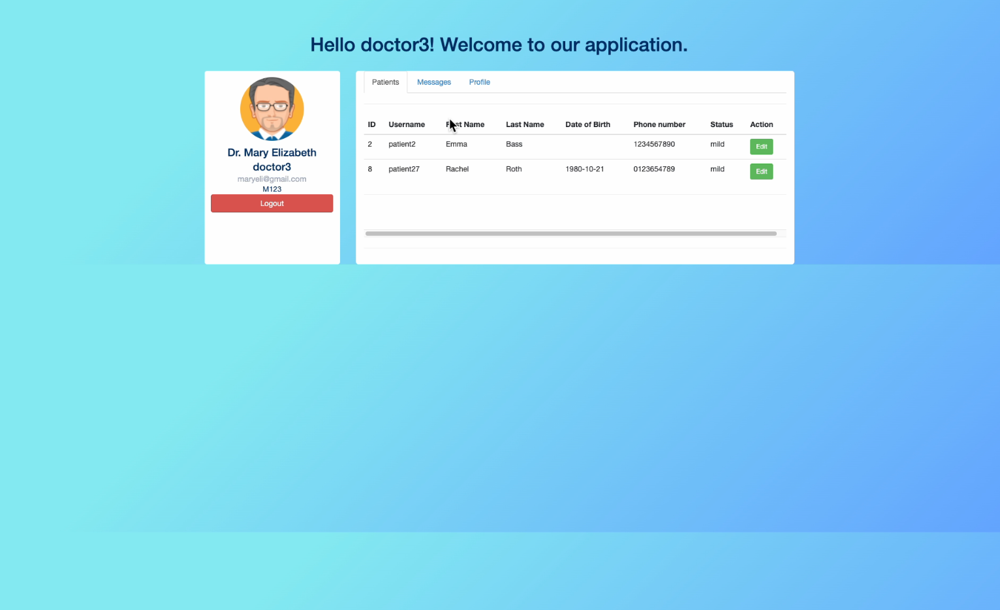 Hello doctor3! Welcome to our application.
Dr. Mary Elizabeth
doctor3
maryeli@gmail.com
M123
Logout
Patients Messages Profile
ID Username First Name Last Name Date of Birth Phone number Status Action
2 patient2 Emma Bass 1234567890 mild Edit
8 patient27 Rachel Roth 1980-10-21 0123654789 mild Edit